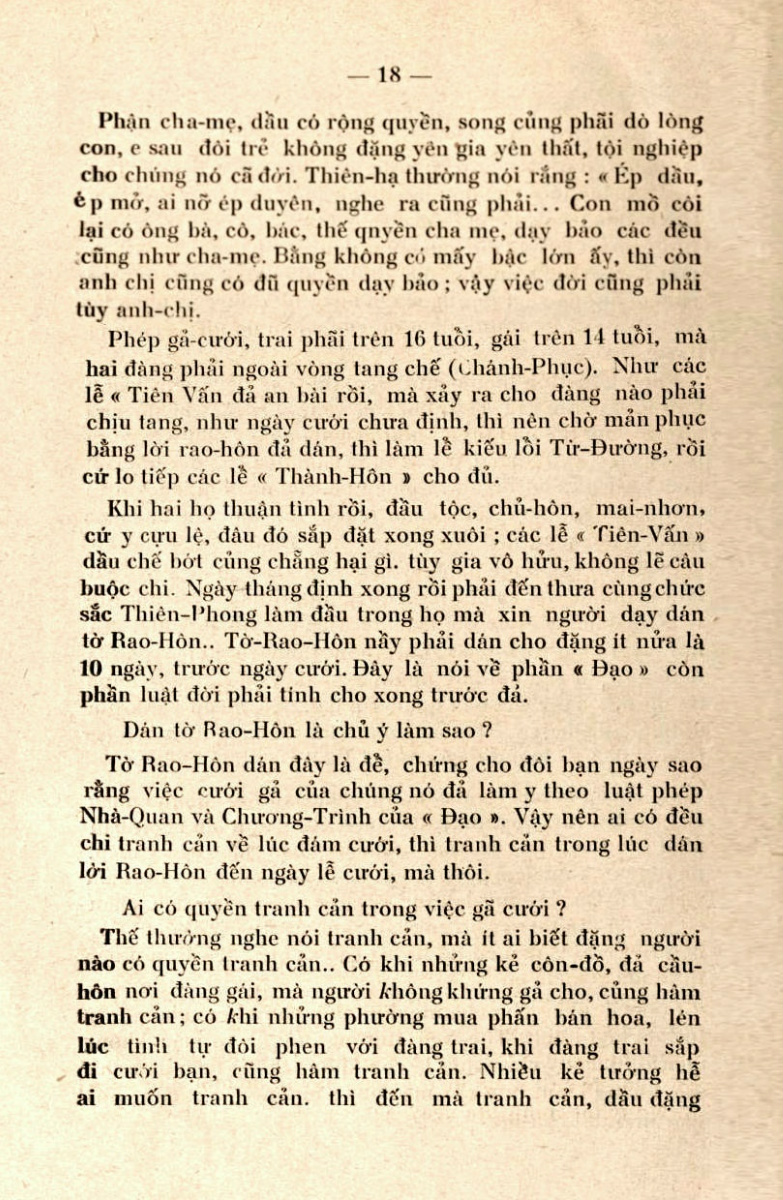 — 18 —
Phận cha-mẹ, dầu có rộng quyền, song củng phãi dò lòng
con, e sau đôi trẻ không đặng yên gia yên thất, tội nghiệp
cho chúng nó cã đời. Thiên-hạ thường nói rằng : « Ép dầu,
ép mở, ai nỡ ép duyên, nghe ra cũng phải... Con mồ côi
lại có ông bà, cô, bác, thế qnyền cha mẹ, dạy bảo các đều
cũng như cha-mẹ. Bằng không có mấy bậc lớn ấy, thì còn
anh chị cũng có đũ quyền dạy bảo ; vậy việc đời cũng phải
tùy anh-chị.
Phép gả-cưới, trai phãi trên 16 tuổi, gái trên 14 tuổi, mà
hai đàng phải ngoài vòng tang chế (Chánh-Phục). Như các
lễ « Tiên Vấn đả an bài rồi, mà xảy ra cho đàng nào phải
chịu tang, như ngày cưới chưa định, thì nên chờ mản phục
bằng lời rao-hôn đả dán, thì làm lễ kiếu lồi Từ-Đường, rồi
cứ lo tiếp các lễ « Thành-Hôn » cho đủ.
Khi hai họ thuận tình rồi, đầu tộc, chủ-hôn, mai-nhơn,
cứ y cựu lệ, đâu đó sắp đặt xong xuôi ; các lễ « Tiên-Vấn »
dầu chế bớt củng chẵng hại gì. tùy gia vô hửu, không lẽ câu
buộc chi. Ngày tháng định xong rồi phải đến thưa cùng chức
sắc Thiên-Phong làm đầu trong họ mà xin người dạy dán
tờ Rao-Hôn.. Tờ-Rao-Hôn nầy phải dán cho đặng ít nửa là
10 ngày, trước ngày cưới. Đây là nói về phần « Đạo » còn
phần luật đời phải tính cho xong trước đả.
Dán tờ Rao-Hôn là chủ ý làm sao ?
Tờ Rao-Hôn dán đây là để, chứng cho đôi bạn ngày sao
rằng việc cưới gả của chúng nó đả làm y theo luật phép
Nhà-Quan và Chương-Trình của « Đạo ». Vậy nên ai có đều
chi tranh cản về lúc đám cưới, thì tranh cản trong lúc dán
lời Rao-Hôn đến ngày lễ cưới, mà thôi.
Ai có quyền tranh cản trong việc gã cưới ?
Thế thường nghe nói tranh cản, mà ít ai biết đặng người
nào có quyền tranh cản.. Có khi những kẻ côn-đồ, đả cầu-
hôn nơi đàng gái, mà người không khứng gả cho, củng hâm
tranh cản ; có khi những phường mua phấn bán hoa, lén
lúc tình tự đôi phen với đàng trai, khi đàng trai sắp
đi cưới bạn, cũng hâm tranh cản. Nhiều kẻ tưởng hễ
ai muốn tranh cản. thì đến mà tranh cản, dầu đặng